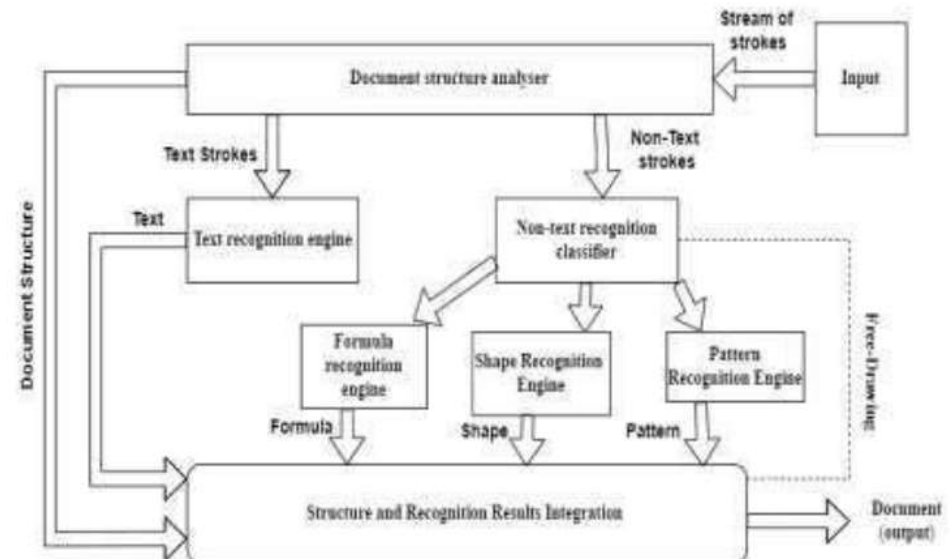 Stream of
strokes
Document structure analyser
Input
Text Strokes
Non-Text
strokes
Document Structure
Text
Text recognition engine
Non-text recognition
classifier
Formula
recognition
engine
Shape Recognition
Engine
Pattern
Recognition Engine
Free-Drawing
Formula
Shape
Pattern
Structure and Recognition Results Integration
Document
(output)